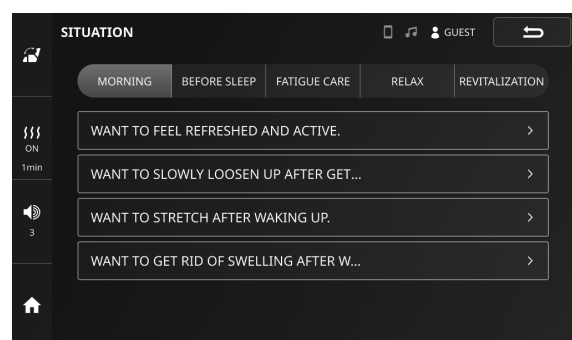 SITUATION
GUEST
MORNING BEFORE SLEEP FATIGUE CARE RELAX REVITALIZATION
ON
1min
3
WANT TO FEEL REFRESHED AND ACTIVE.
WANT TO SLOWLY LOOSEN UP AFTER GET...
WANT TO STRETCH AFTER WAKING UP.
WANT TO GET RID OF SWELLING AFTER W...